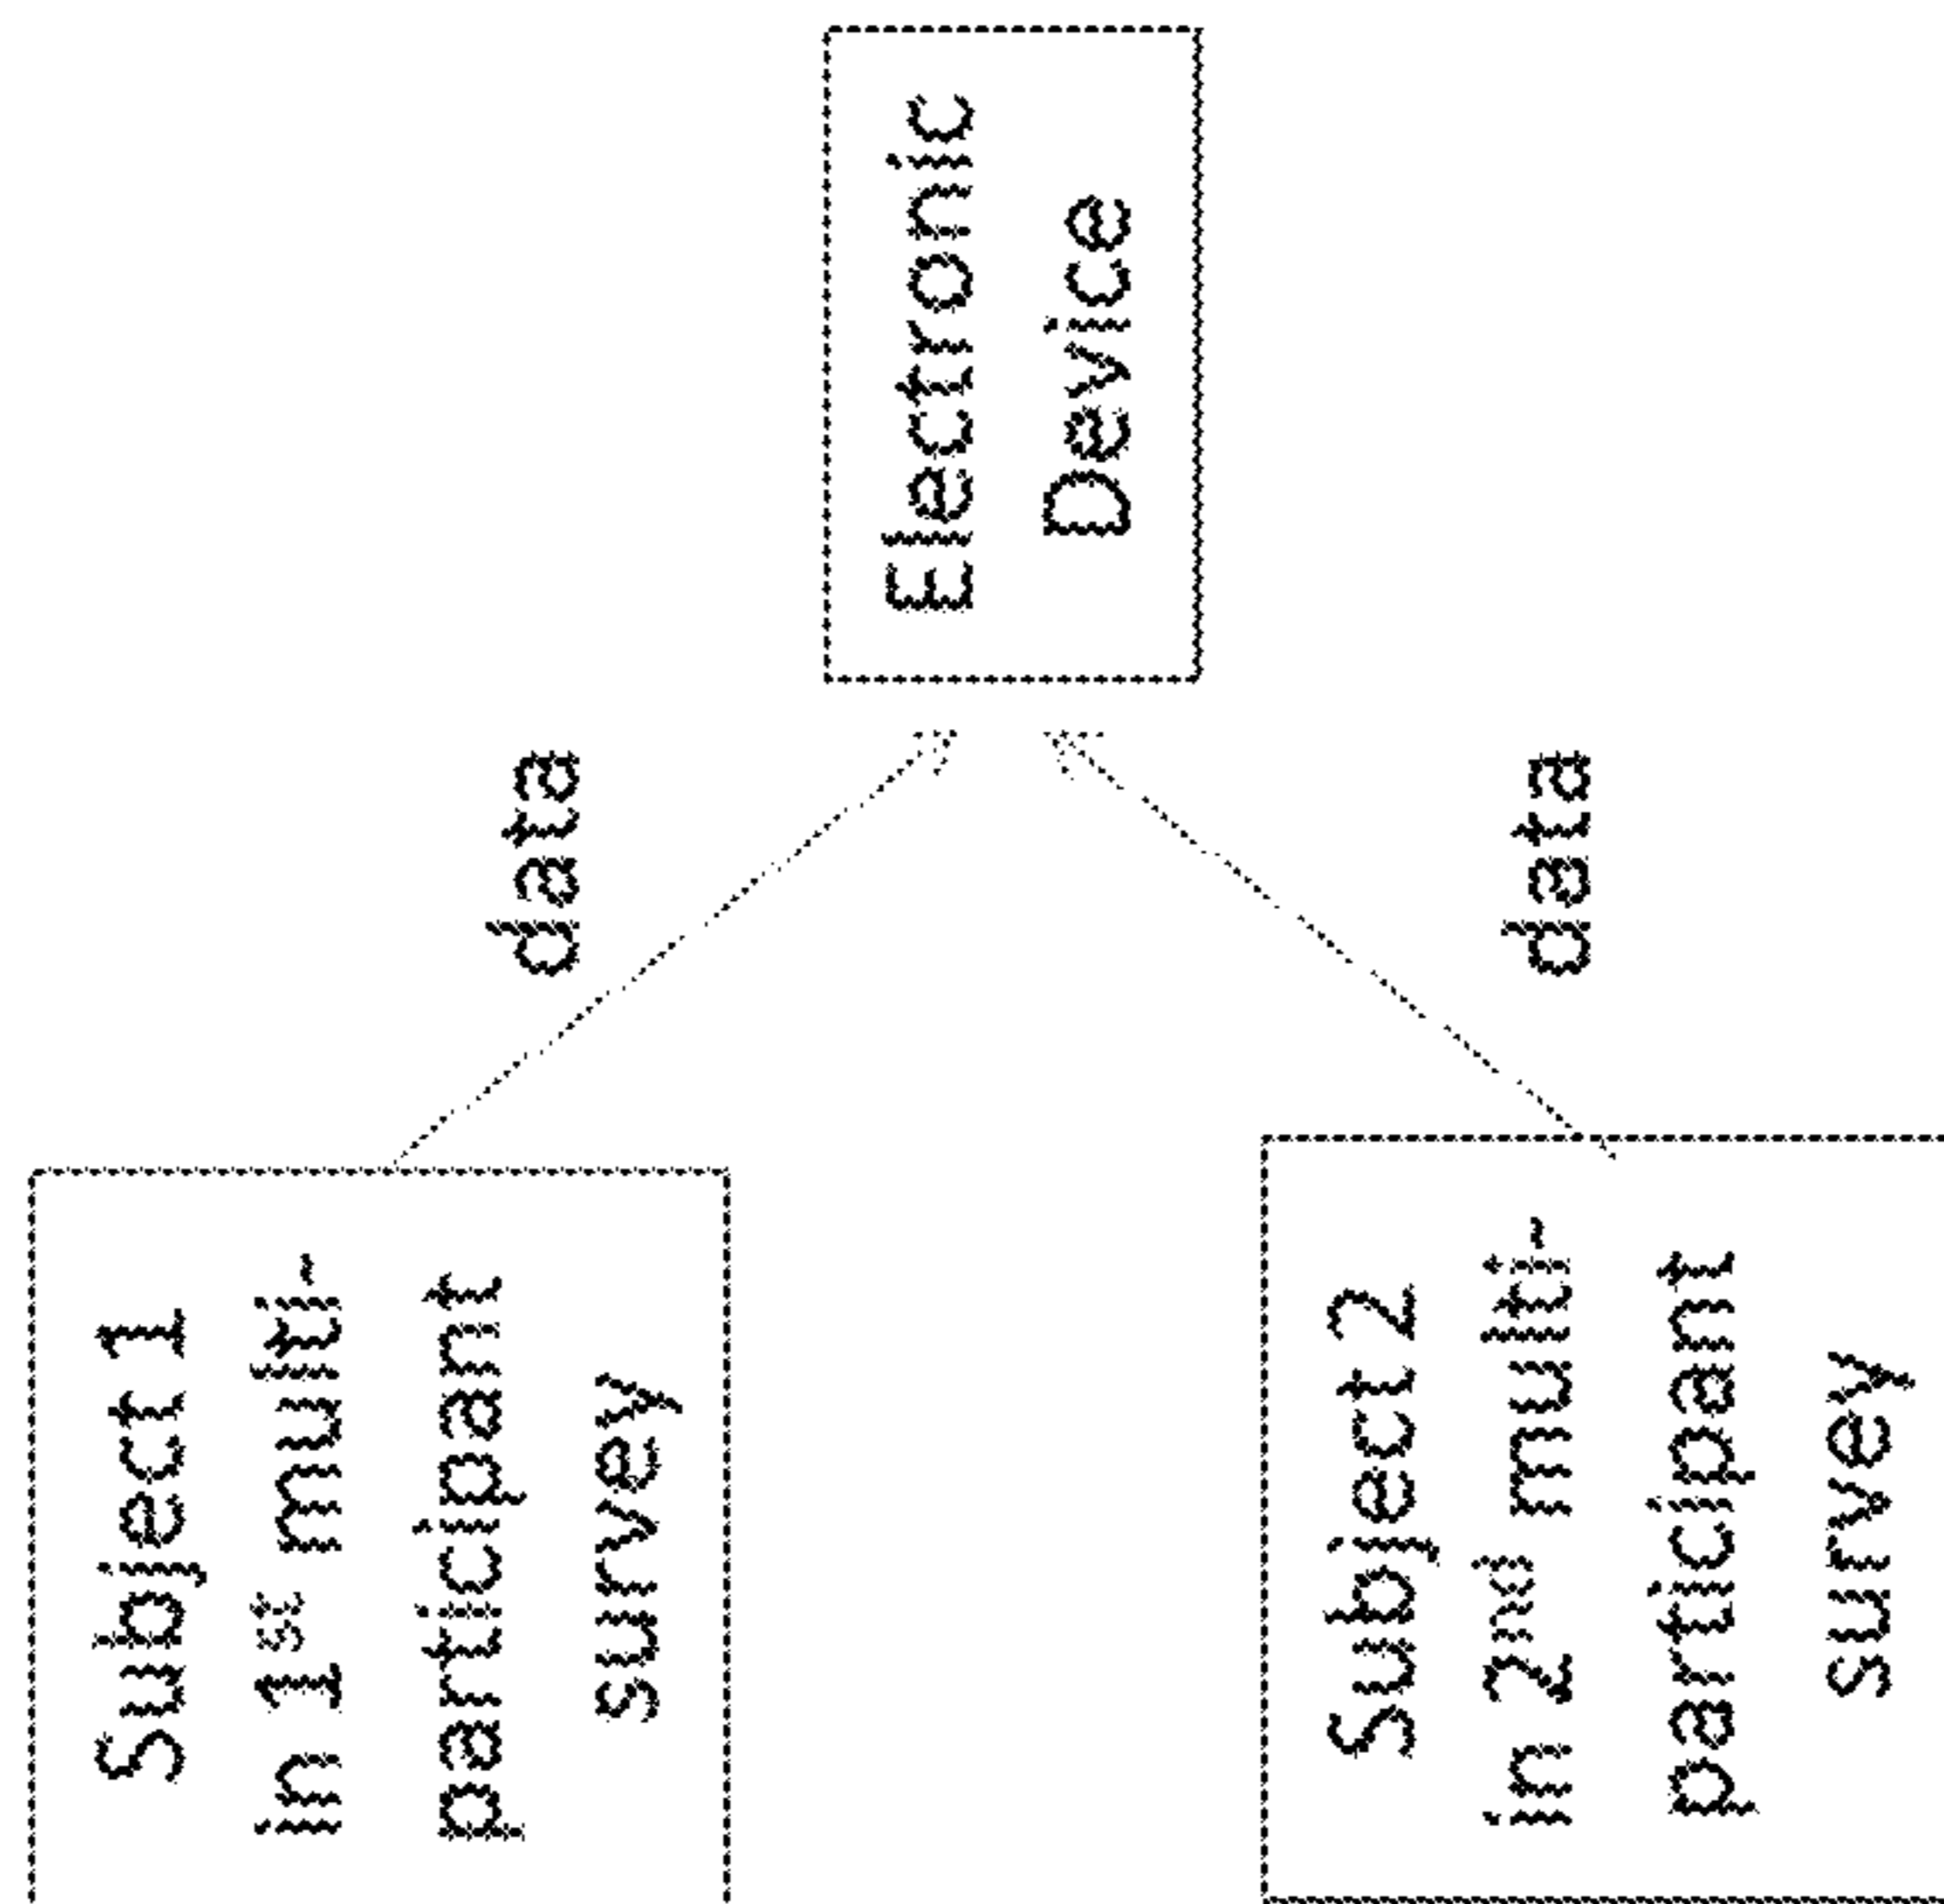 Subject 1
in 1st multi-
participant
survey
data
Electronic
Device
Subject 2
in 2nd multi-
participant
survey
data